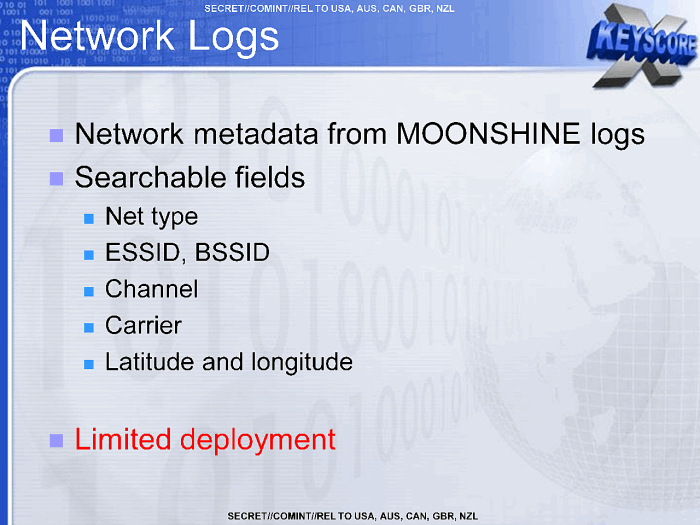 SECRET//COMINT//REL TO USA, AUS, CAN, GBR, NZL
Network Logs
X
KEYSCORE
Network metadata from MOONSHINE logs
Searchable fields
Net type
ESSID, BSSID
Channel
Carrier
Latitude and longitude
Limited deployment
SECRET//COMINT//REL TO USA, AUS, CAN, GBR, NZL